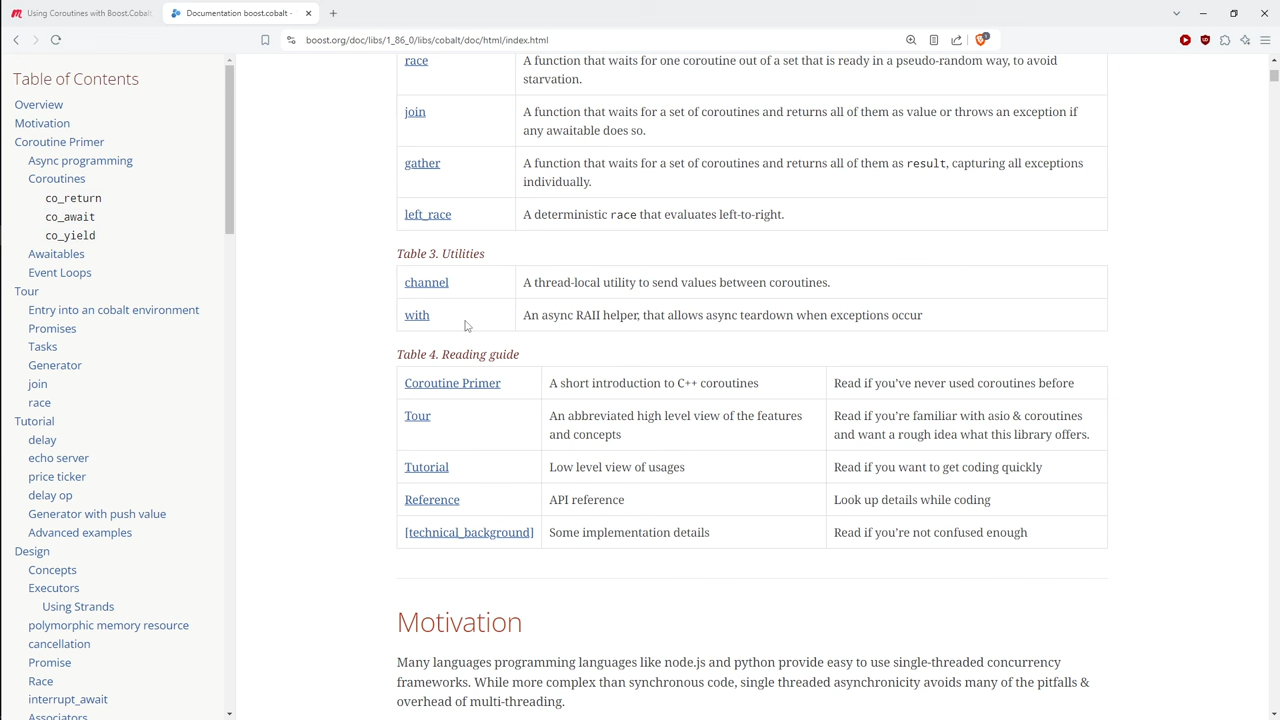 Using Coroutines with Boost.Cobal
Documentation boost.cobalt -
boost.org/doc/libs/1_86_0/libs/cobalt/doc/html/index.html
Table of Contents
Overview
Motivation
Coroutine Primer
Async programming
Coroutines
co_return
co_await
co_yield
Awaitables
Event Loops
Tour
Entry into an cobalt environment
Promises
Tasks
Generator
join
race
Tutorial
delay
echo server
price ticker
delay op
Generator with push value
Advanced examples
Design
Concepts
Executors
Using Strands
polymorphic memory resource
cancellation
Promise
Race
interrupt_await
Associators
race A function that waits for one coroutine out of a set that is ready in a pseudo-random way, to avoid
starvation.
join A function that waits for a set of coroutines and returns all of them as value or throws an exception if
any awaitable does so.
gather A function that waits for a set of coroutines and returns all of them as result, capturing all exceptions
individually.
left_race A deterministic race that evaluates left-to-right.
Table 3. Utilities
channel A thread-local utility to send values between coroutines.
with An async RAII helper, that allows async teardown when exceptions occur
Table 4. Reading guide
Coroutine Primer A short introduction to C++ coroutines Read if you've never used coroutines before
Tour An abbreviated high level view of the features Read if you're familiar with asio & coroutines
and concepts and want a rough idea what this library offers.
Tutorial Low level view of usages Read if you want to get coding quickly
Reference API reference Look up details while coding
[technical_background] Some implementation details Read if you're not confused enough
Motivation
Many languages programming languages like node.js and python provide easy to use single-threaded concurrency
frameworks. While more complex than synchronous code, single threaded asynchronicity avoids many of the pitfalls &
overhead of multi-threading.